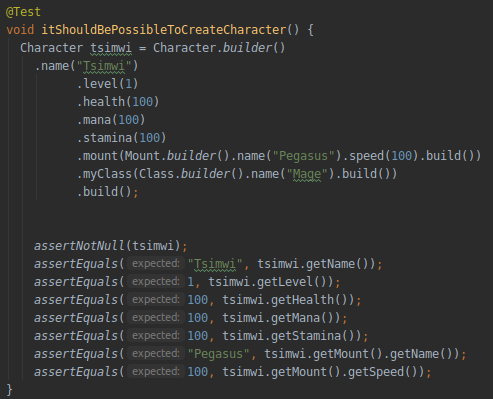 @Test
void itShouldBePossibleToCreateCharacter() {
Character tsimwi = Character.builder()
.name("Tsimwi")
.level(1)
.health(100)
.mana(100)
.stamina(100)
.mount(Mount.builder().name("Pegasus").speed(100).build())
.myClass(Class.builder().name("Mage").build())
.build();
assertNotNull(tsimwi);
assertEquals( expected: "Tsimwi", tsimwi.getName());
assertEquals( expected: 1, tsimwi.getLevel());
assertEquals( expected: 100, tsimwi.getHealth());
assertEquals( expected: 100, tsimwi.getMana());
assertEquals( expected: 100, tsimwi.getStamina());
assertEquals( expected: "Pegasus", tsimwi.getMount().getName());
assertEquals( expected: 100, tsimwi.getMount().getSpeed());
}